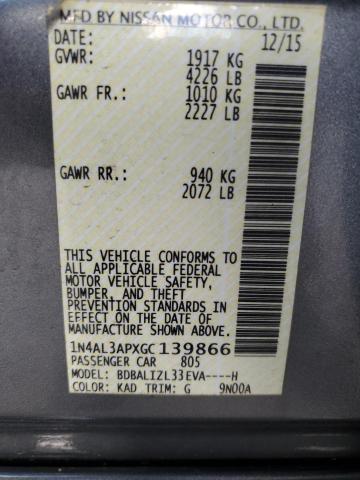 MFD BY NISSAN MOTOR CO., LTD.
DATE: 12/15
GVWR: 1917 KG
4226 LB
GAWR FR.: 1010 KG
2227 LB
GAWR RR.: 940 KG
2072 LB
THIS VEHICLE CONFORMS TO
ALL APPLICABLE FEDERAL
MOTOR VEHICLE SAFETY,
BUMPER, AND THEFT
PREVENTION STANDARDS IN
EFFECT ON THE DATE OF
MANUFACTURE SHOWN ABOVE.
1N4AL3APXGC139866
PASSENGER CAR 805
MODEL: BDBALIZL33EVA----H
COLOR: KAD TRIM: G 9N00A